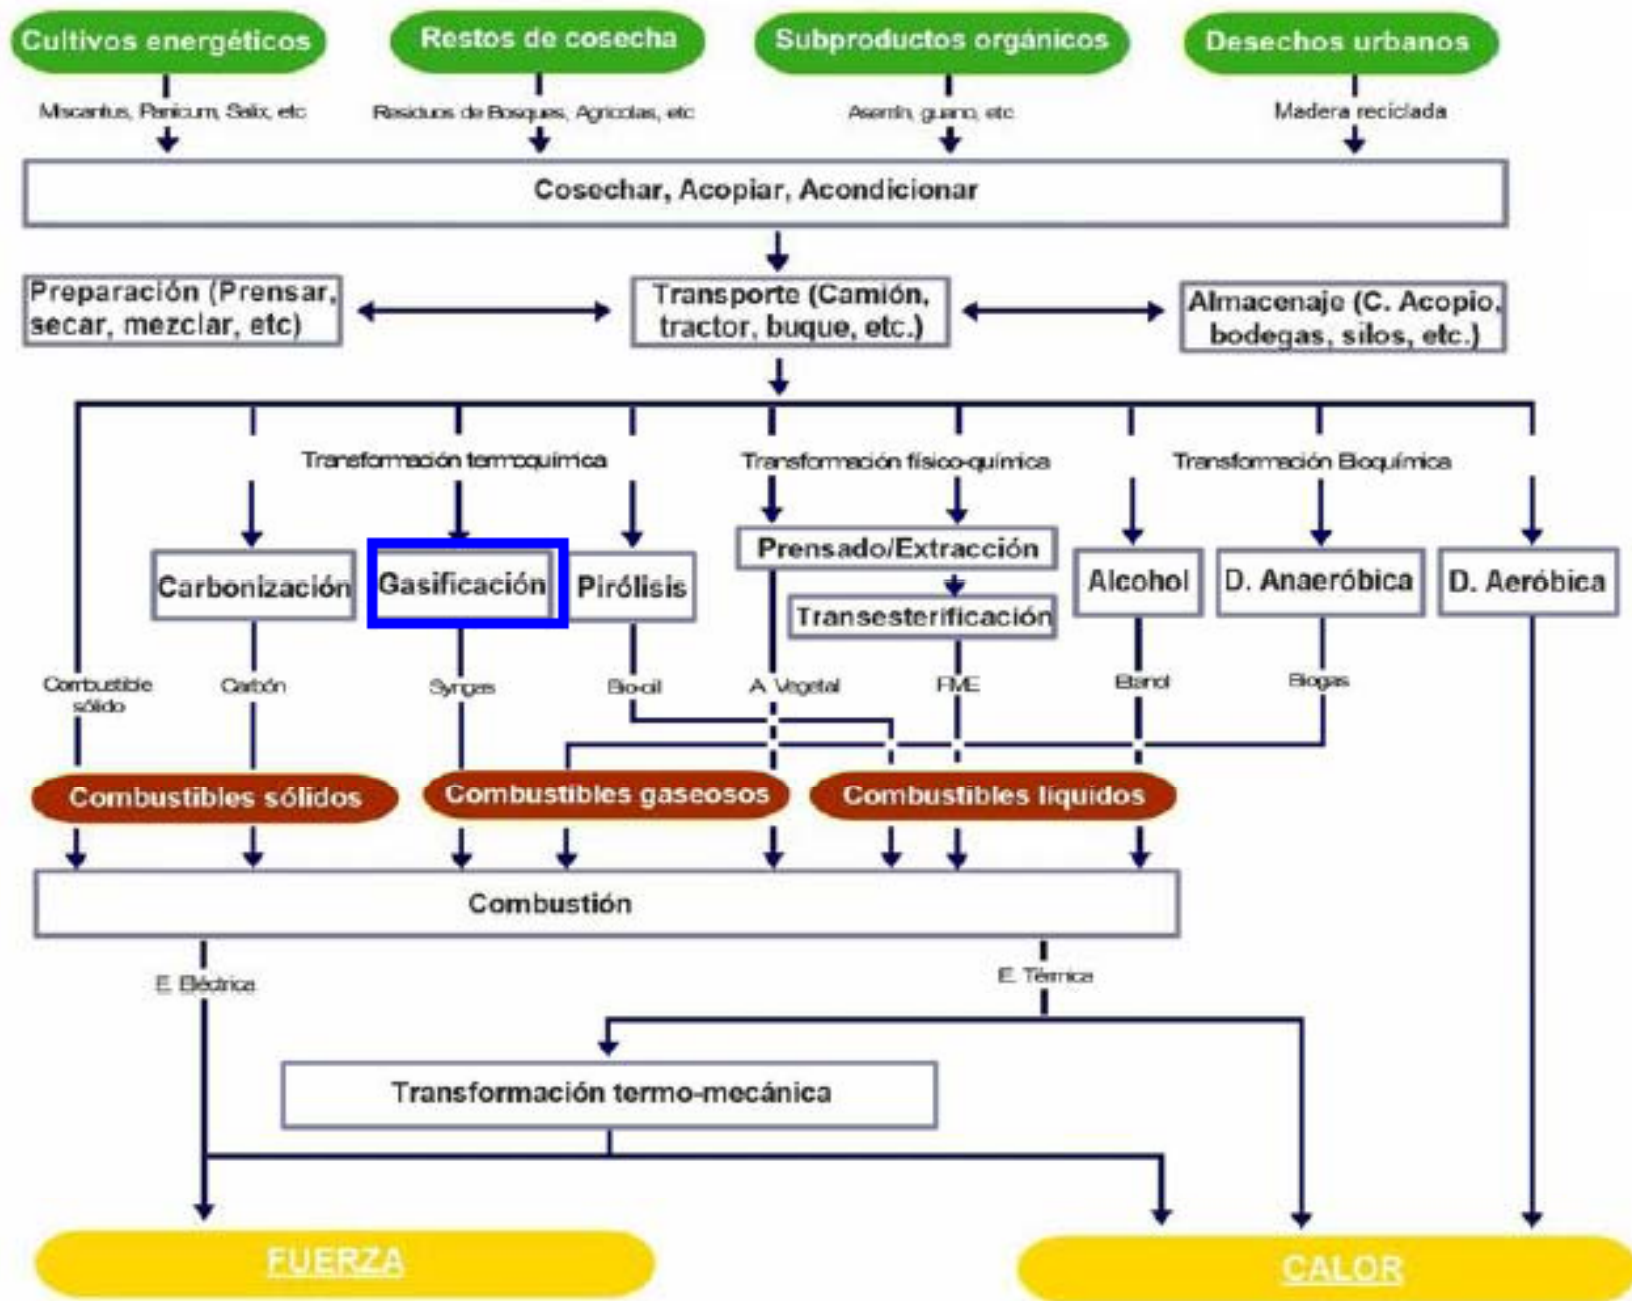 Cultivos energéticos
Restos de cosecha
Subproductos orgánicos
Desechos urbanos
Miscantus, Panicum, Salix, etc
Residuos de Bosques, Agricolas, etc
Aserrín, guano, etc
Madera reciclada
Cosechar, Acopiar, Acondicionar
Preparación (Prensar,
secar, mezclar, etc)
Transporte (Camión,
tractor, buque, etc.)
Almacenaje (C. Acopio,
bodegas, silos, etc.)
Transformación termoquímica
Transformación físico-química
Transformación Bioquímica
Carbonización
Gasificación
Pirólisis
Prensado/Extracción
Transesterificación
Alcohol
D. Anaeróbica
D. Aeróbica
Combustible
sólido
Carbón
Syngas
Bio-oil
A. Vegetal
FME
Etanol
Biogas
Combustibles sólidos
Combustibles gaseosos
Combustibles líquidos
Combustión
E. Eléctrica
E. Térmica
Transformación termo-mecánica
FUERZA
CALOR